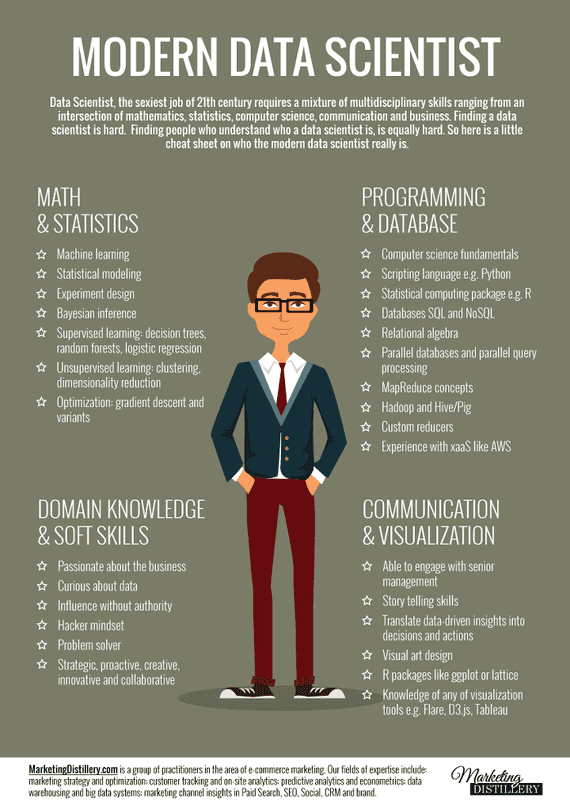 MODERN DATA SCIENTIST
Data Scientist, the sexiest job of 21th century requires a mixture of multidisciplinary skills ranging from an
intersection of mathematics, statistics, computer science, communication and business. Finding a data
scientist is hard. Finding people who understand who a data scientist is, is equally hard. So here is a little
cheat sheet on who the modern data scientist really is.
MATH
& STATISTICS
Machine learning
Statistical modeling
Experiment design
Bayesian inference
Supervised learning: decision trees,
random forests, logistic regression
Unsupervised learning: clustering,
dimensionality reduction
Optimization: gradient descent and
variants
PROGRAMMING
& DATABASE
Computer science fundamentals
Scripting language e.g. Python
Statistical computing package e.g. R
Databases SQL and NoSQL
Relational algebra
Parallel databases and parallel query
processing
MapReduce concepts
Hadoop and Hive/Pig
Custom reducers
Experience with xaaS like AWS
DOMAIN KNOWLEDGE
& SOFT SKILLS
Passionate about the business
Curious about data
Influence without authority
Hacker mindset
Problem solver
Strategic, proactive, creative,
innovative and collaborative
COMMUNICATION
& VISUALIZATION
Able to engage with senior
management
Story telling skills
Translate data-driven insights into
decisions and actions
Visual art design
R packages like ggplot or lattice
Knowledge of any of visualization
tools e.g. Flare, D3.js, Tableau
MarketingDistillery.com is a group of practitioners in the area of e-commerce marketing. Our fields of expertise include:
marketing strategy and optimization: customer tracking and on-site analytics: predictive analytics and econometrics: data
warehousing and big data systems: marketing channel insights in Paid Search, SEO, Social, CRM and brand.
Marketing
DISTILLERY